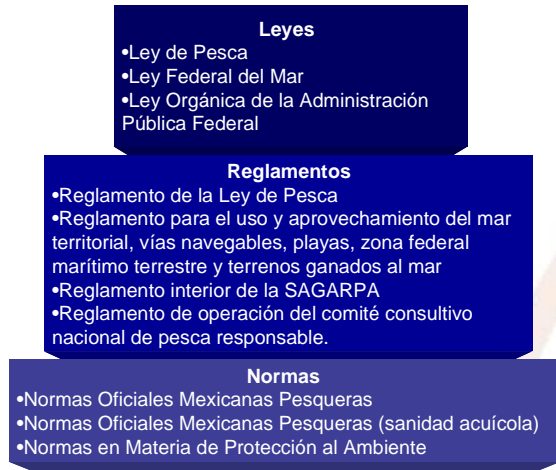 Leyes
•Ley de Pesca
•Ley Federal del Mar
•Ley Orgánica de la Administración
Pública Federal
Reglamentos
•Reglamento de la Ley de Pesca
•Reglamento para el uso y aprovechamiento del mar
territorial, vías navegables, playas, zona federal
marítimo terrestre y terrenos ganados al mar
•Reglamento interior de la SAGARPA
•Reglamento de operación del comité consultivo
nacional de pesca responsable.
Normas
•Normas Oficiales Mexicanas Pesqueras
•Normas Oficiales Mexicanas Pesqueras (sanidad acuícola)
•Normas en Materia de Protección al Ambiente